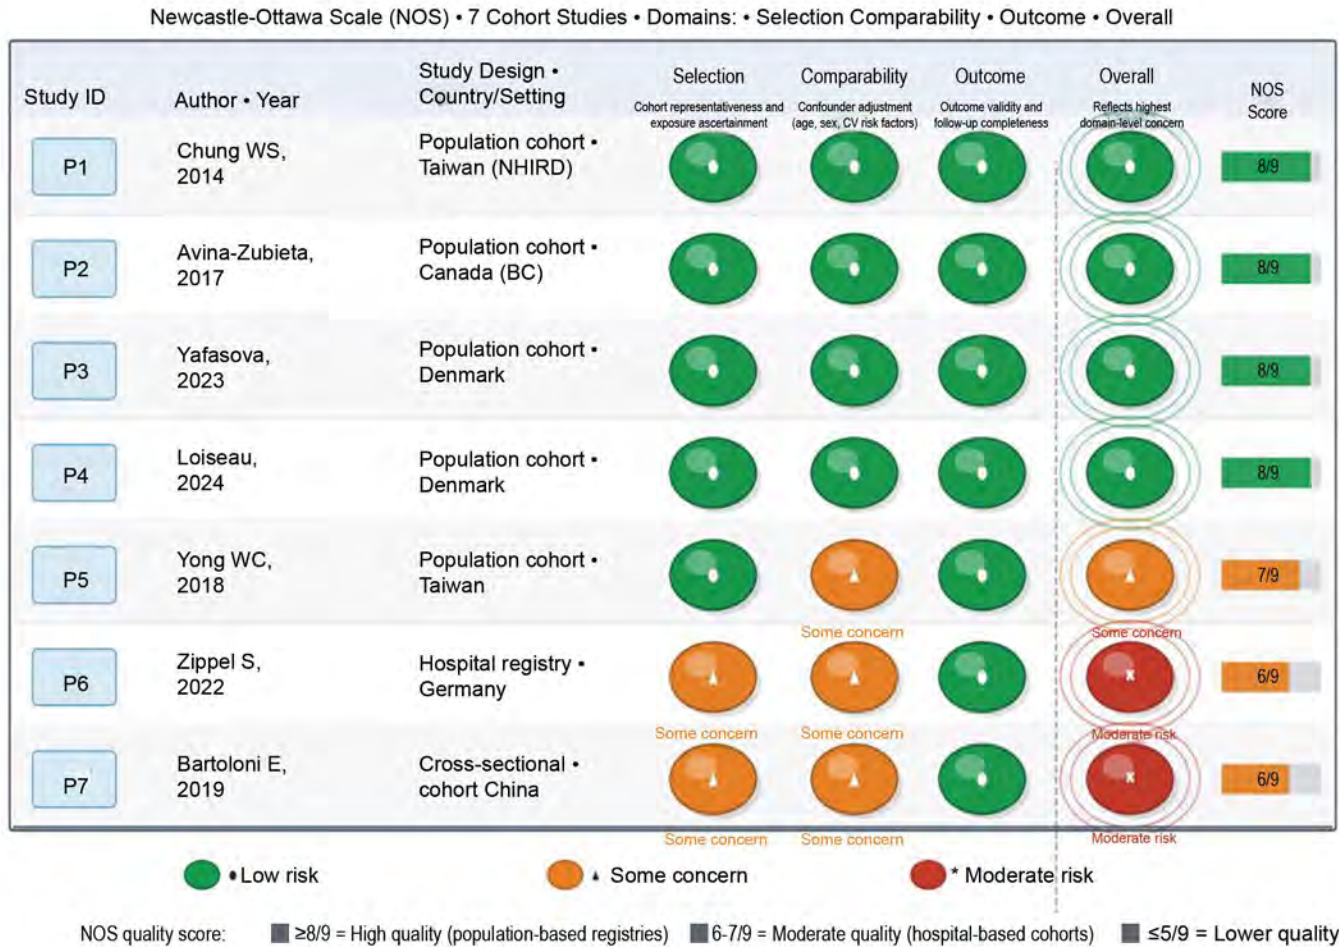 Newcastle-Ottawa Scale (NOS) • 7 Cohort Studies • Domains: • Selection Comparability • Outcome • Overall
Study ID
Author • Year
Study Design •
Country/Setting
Selection
Cohort representativeness and
exposure ascertainment
Comparability
Confounder adjustment
(age, sex, CV risk factors)
Outcome
Outcome validity and
follow-up completeness
Overall
Reflects highest
domain-level concern
NOS
Score
P1
Chung WS,
2014
Population cohort •
Taiwan (NHIRD)
8/9
P2
Avina-Zubieta,
2017
Population cohort •
Canada (BC)
8/9
P3
Yafasova,
2023
Population cohort •
Denmark
8/9
P4
Loiseau,
2024
Population cohort •
Denmark
8/9
P5
Yong WC,
2018
Population cohort •
Taiwan
Some concern
Some concern
7/9
P6
Zippel S,
2022
Hospital registry •
Germany
Some concern
Some concern
Moderate risk
6/9
P7
Bartoloni E,
2019
Cross-sectional •
cohort China
Some concern
Some concern
Moderate risk
6/9
• Low risk
▲ Some concern
* Moderate risk
NOS quality score: ≥8/9 = High quality (population-based registries) 6-7/9 = Moderate quality (hospital-based cohorts) ≤5/9 = Lower quality